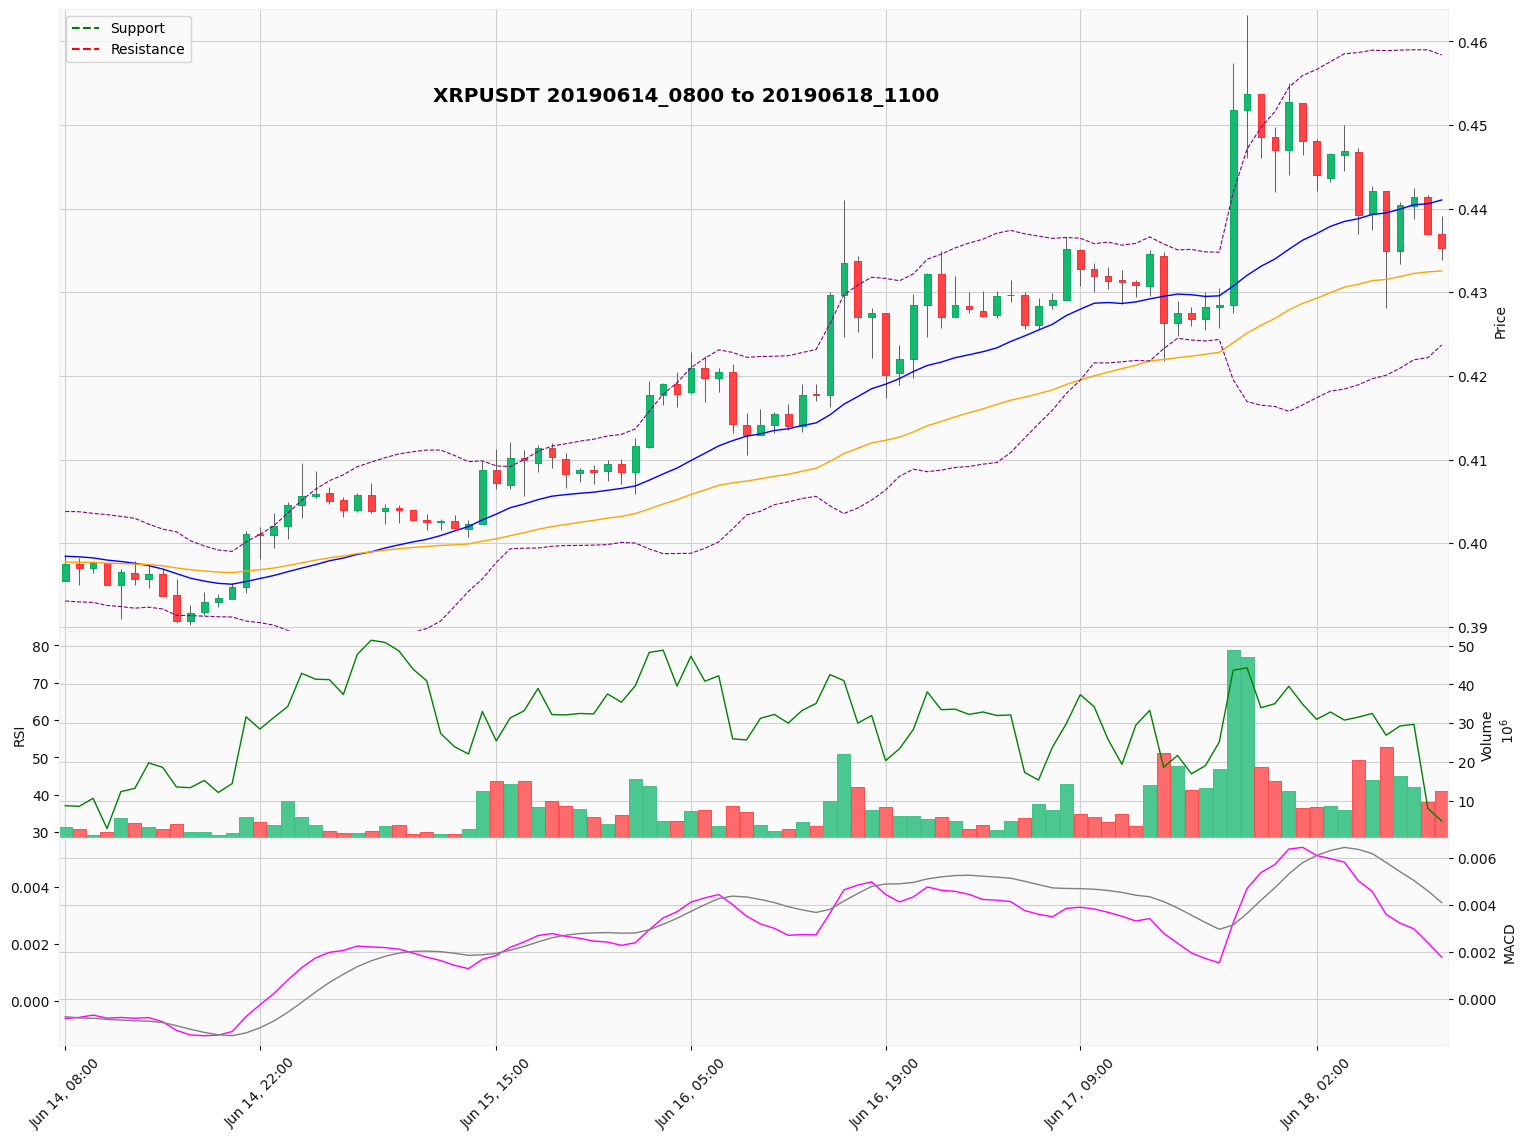 Support
Resistance
XRPUSDT 20190614_0800 to 20190618_1100
0.46
0.45
0.44
0.43
0.42
0.41
0.40
0.39
Price
80
70
60
50
40
30
RSI
50
40
30
20
10
Volume
10^6
0.004
0.002
0.000
0.006
0.004
0.002
0.000
MACD
Jun 14, 08:00
Jun 14, 22:00
Jun 15, 15:00
Jun 16, 05:00
Jun 16, 19:00
Jun 17, 09:00
Jun 18, 02:00